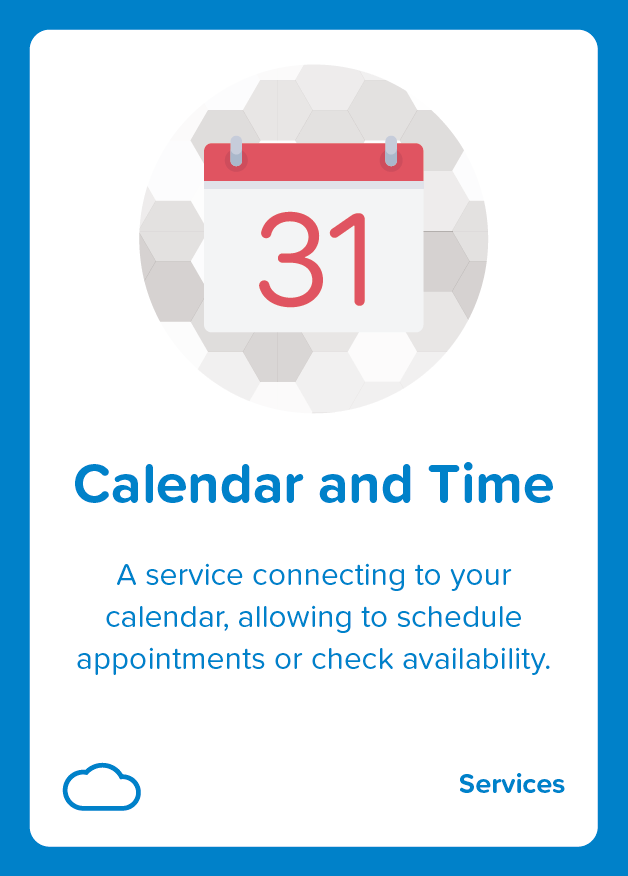 31
Calendar and Time
A service connecting to your
calendar, allowing to schedule
appointments or check availability.
Services